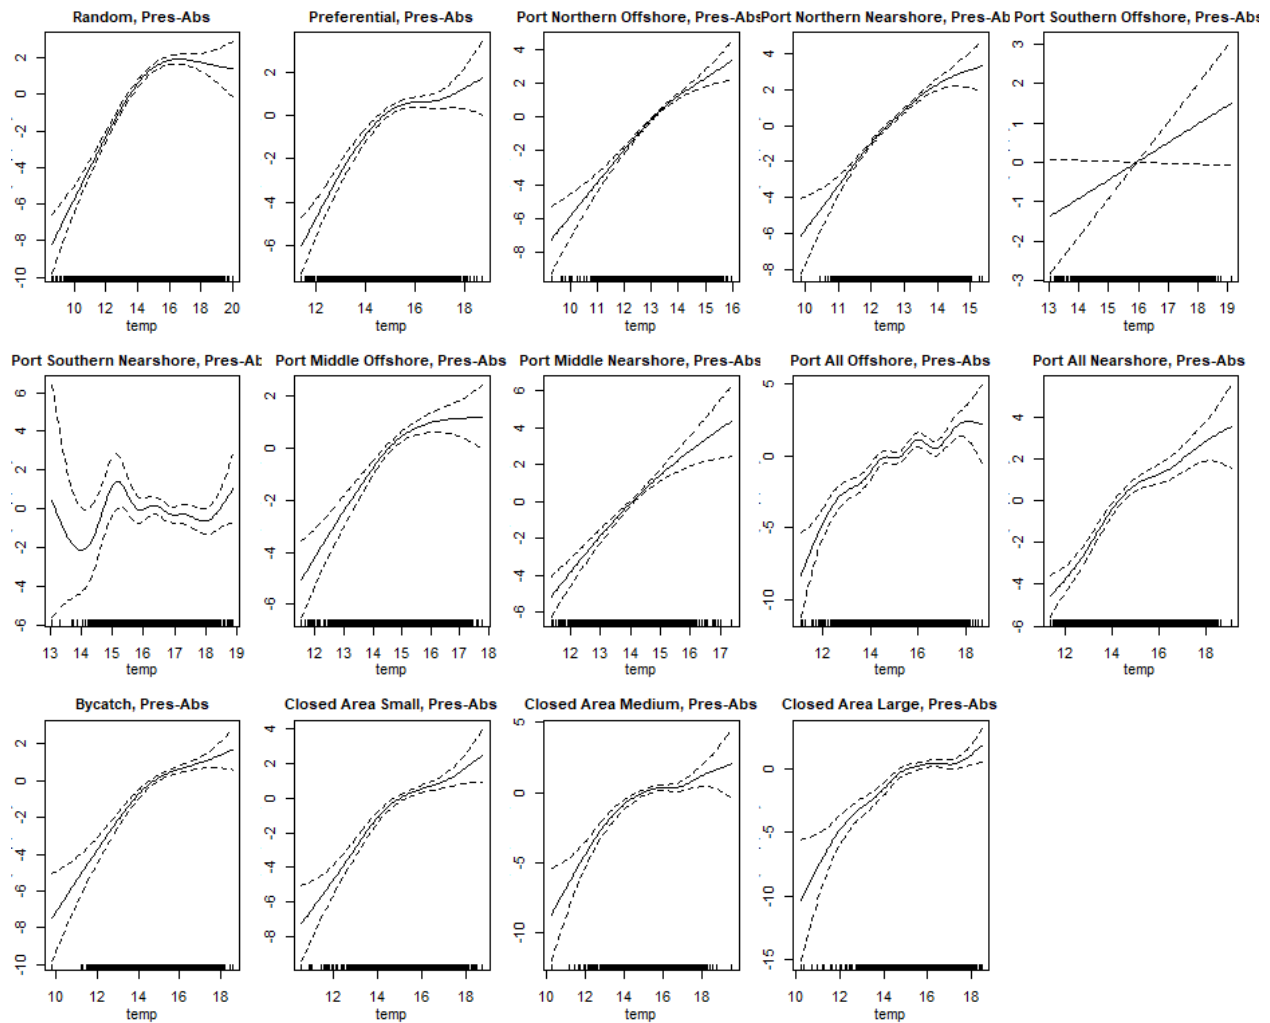 Random, Pres-Abs
2
0
-2
-4
-6
-8
-10
10 12 14 16 18 20
temp
Preferential, Pres-Abs
2
0
-2
-6
12 14 16 18
temp
Port Northern Offshore, Pres-Abs
4
2
0
-2
-4
-8
10 11 12 13 14 15 16
temp
Port Northern Nearshore, Pres-Ab
4
2
0
-2
-4
-6
-8
10 11 12 13 14 15
temp
Port Southern Offshore, Pres-Abs
3
2
1
0
-1
-2
-3
13 14 15 16 17 18 19
temp
Port Southern Nearshore, Pres-Ab
6
4
2
0
-2
-4
-6
13 14 15 16 17 18 19
temp
Port Middle Offshore, Pres-Abs
2
0
-2
-4
-6
12 13 14 15 16 17 18
temp
Port Middle Nearshore, Pres-Abs
6
4
2
0
-2
-4
-6
12 13 14 15 16 17
temp
Port All Offshore, Pres-Abs
5
0
-5
-10
12 14 16 18
temp
Port All Nearshore, Pres-Abs
4
2
0
-2
-4
-6
12 14 16 18
temp
Bycatch, Pres-Abs
2
0
-2
-4
-6
-8
-10
10 12 14 16 18
temp
Closed Area Small, Pres-Abs
4
2
0
-2
-4
-8
12 14 16 18
temp
Closed Area Medium, Pres-Abs
5
0
-5
-10
10 12 14 16 18
temp
Closed Area Large, Pres-Abs
0
-5
-10
-15
10 12 14 16 18
temp